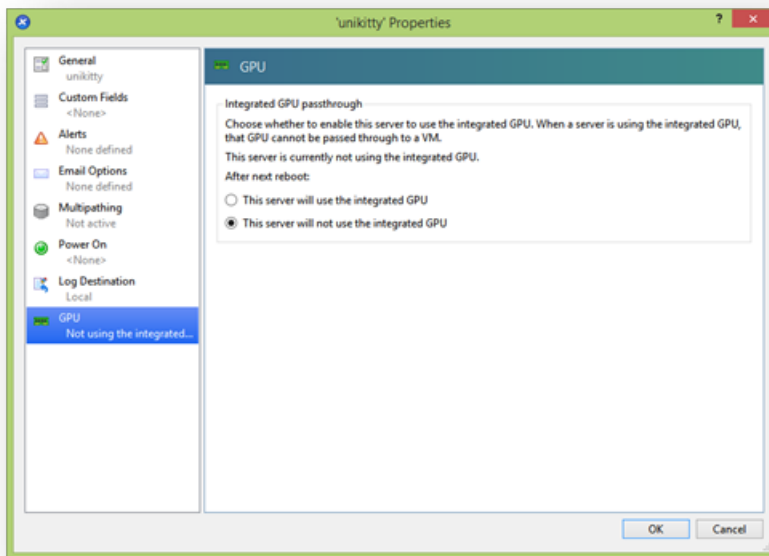 'unikitty' Properties
?
General
unikitty
Custom Fields
<None>
Alerts
None defined
Email Options
None defined
Multipathing
Not active
Power On
<None>
Log Destination
Local
GPU
Not using the integrated...
GPU
Integrated GPU passthrough
Choose whether to enable this server to use the integrated GPU. When a server is using the integrated GPU,
that GPU cannot be passed through to a VM.
This server is currently not using the integrated GPU.
After next reboot:
This server will use the integrated GPU
This server will not use the integrated GPU
OK
Cancel